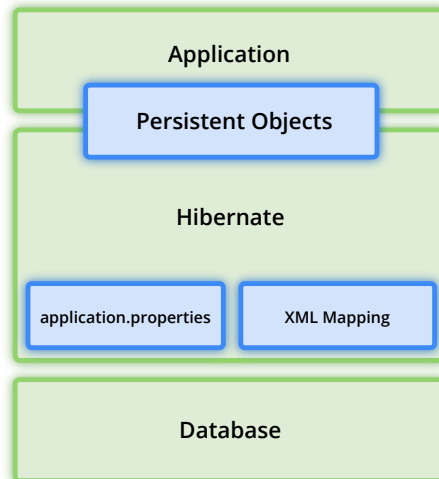 Application
Persistent Objects
Hibernate
application.properties
XML Mapping
Database